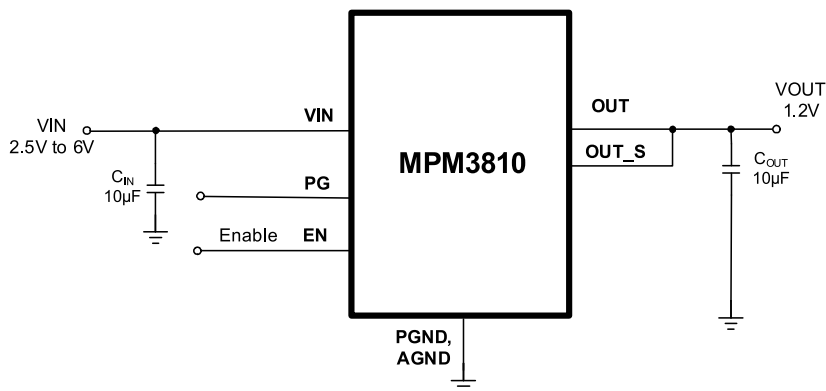 VIN
2.5V to 6V
CIN
10µF
VIN
PG
Enable
EN
MPM3810
PGND,
AGND
OUT
OUT_S
VOUT
1.2V
COUT
10µF